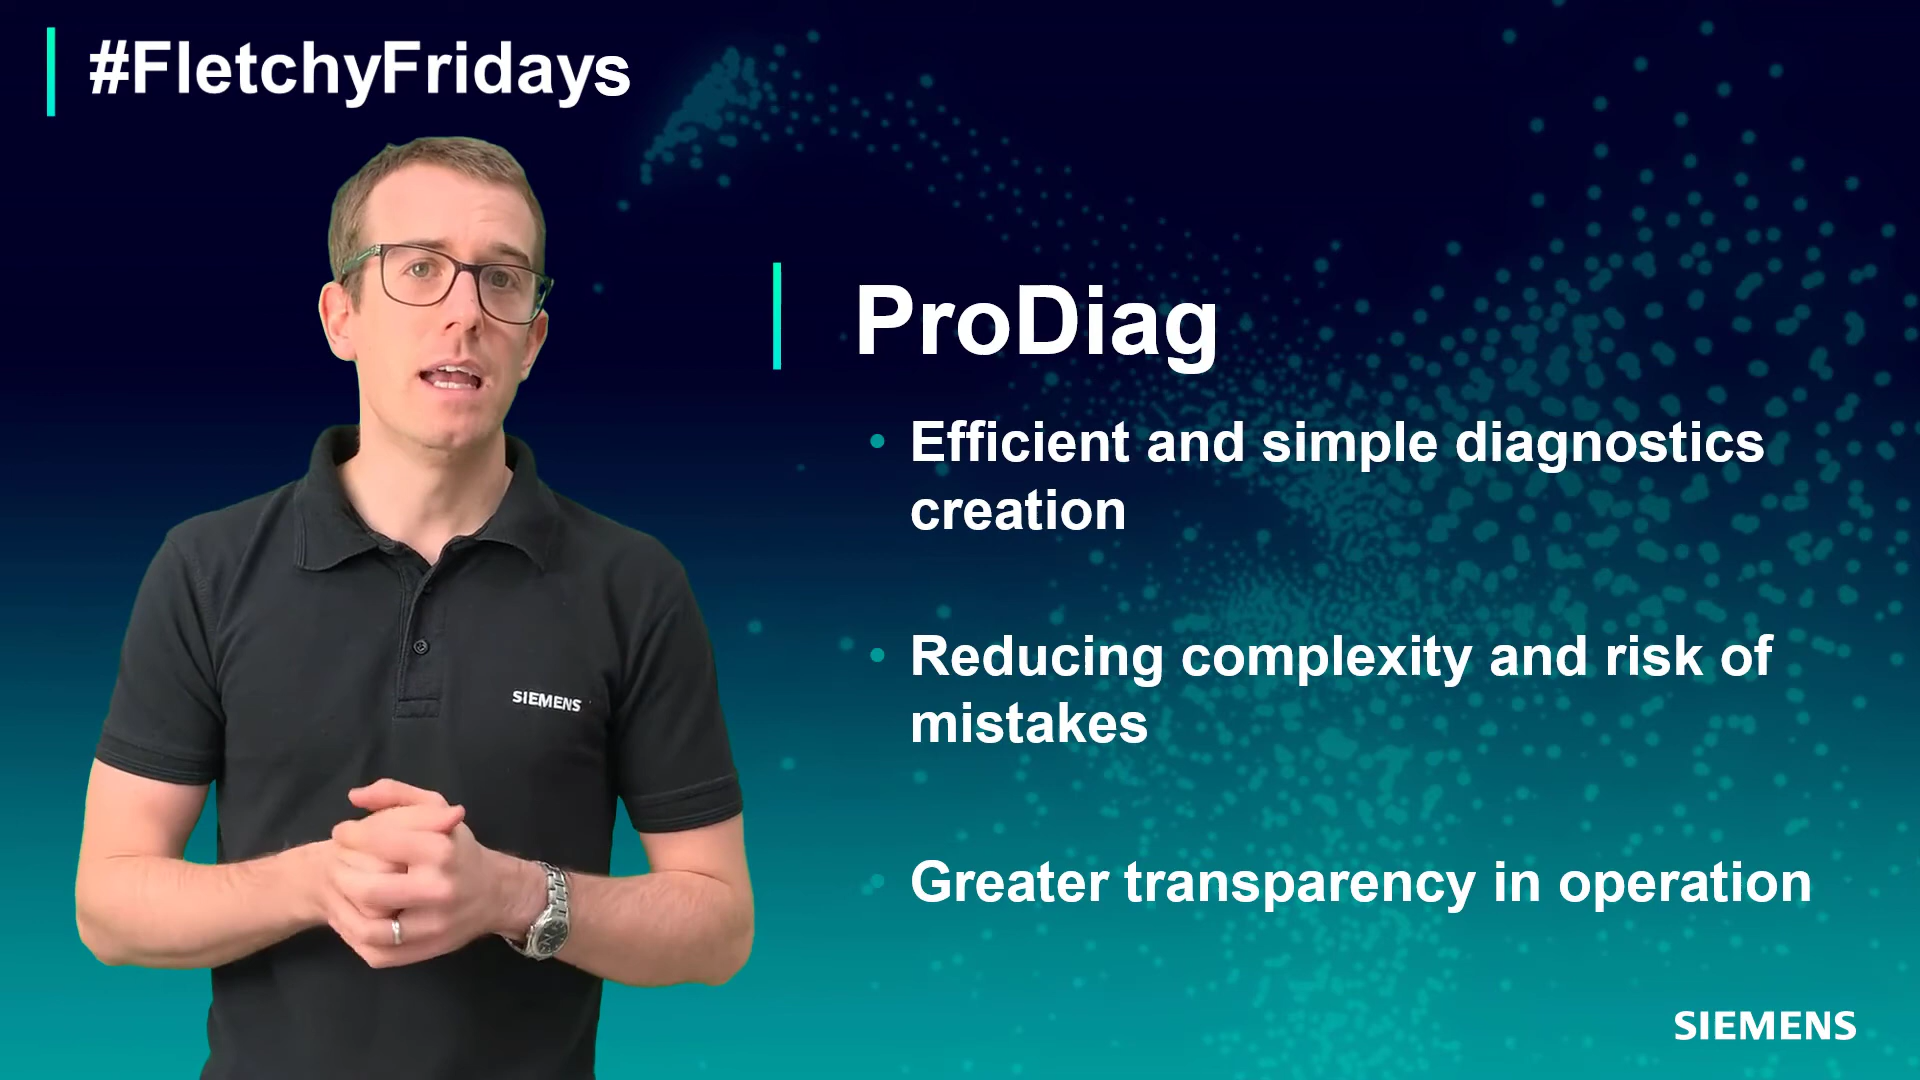 #FletchyFridays
ProDiag
• Efficient and simple diagnostics
creation
• Reducing complexity and risk of
mistakes
SIEMENS
• Greater transparency in operation
SIEMENS